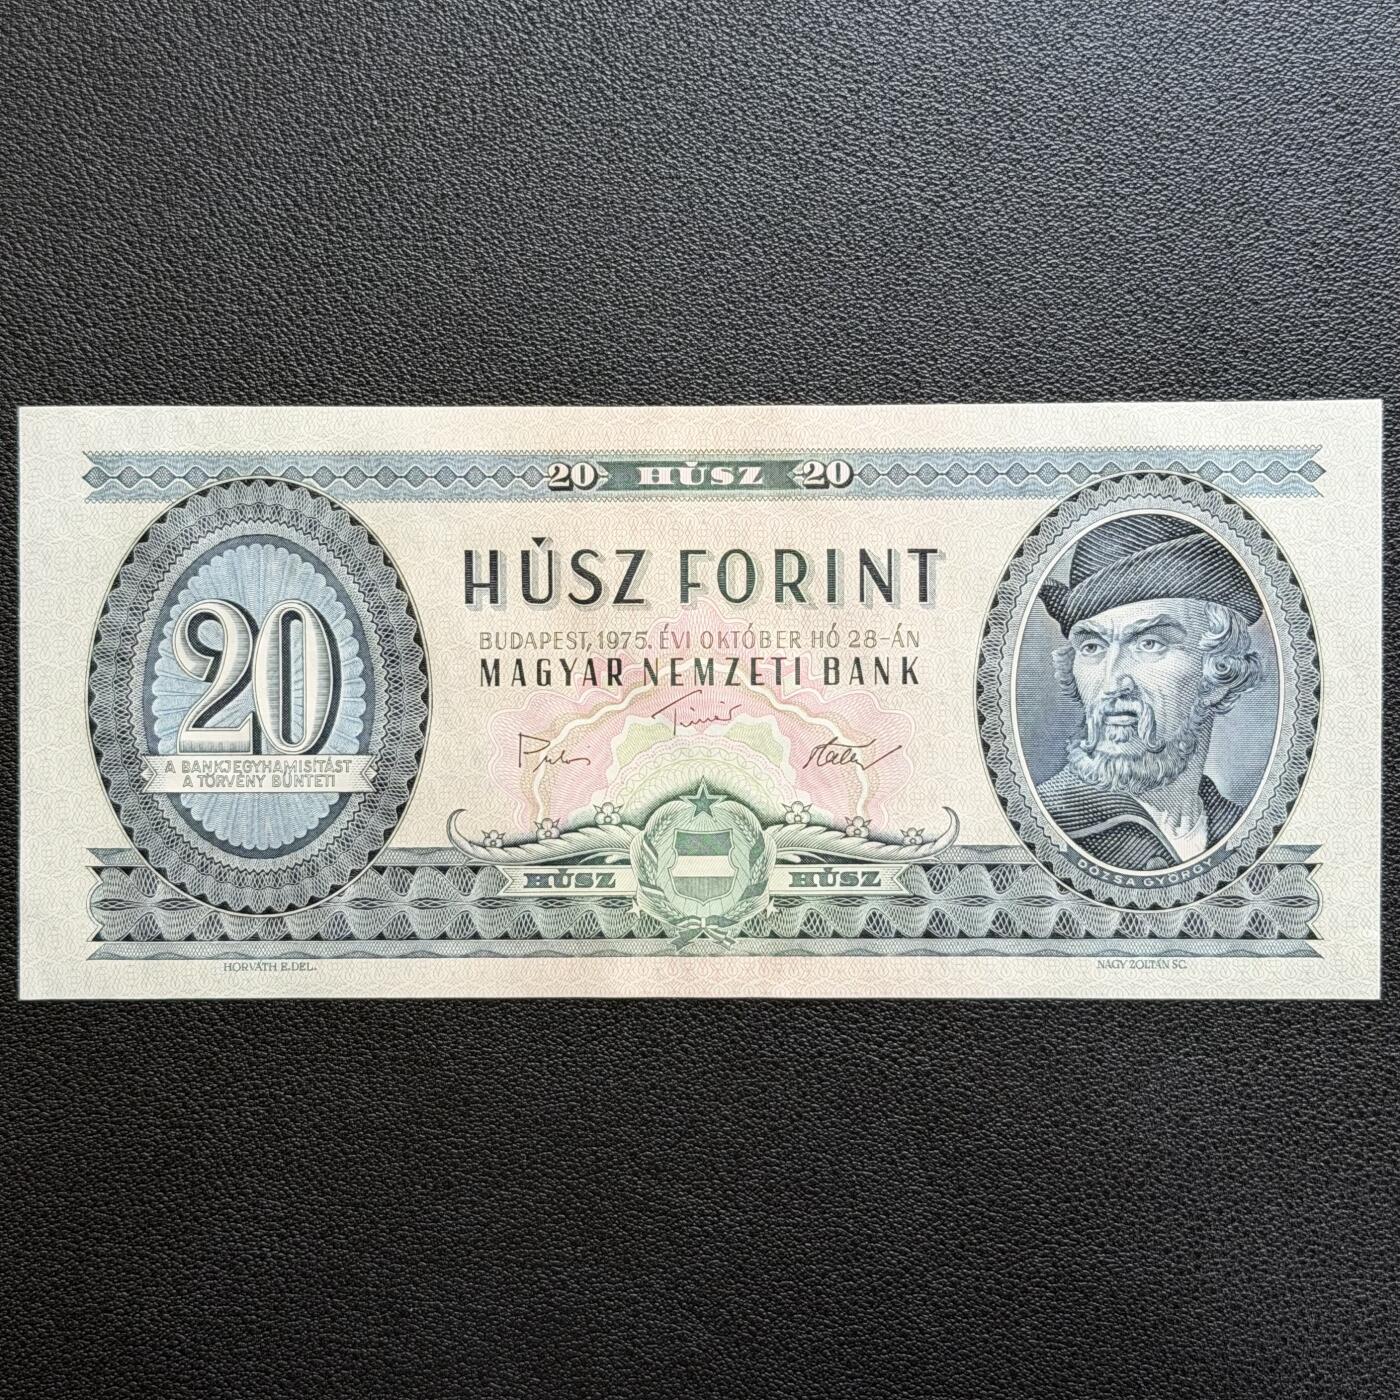 20 HÚSZ 20
HÚSZ FORINT
BUDAPEST, 1975. ÉVI OKTÓBER HÓ 28-ÁN
MAGYAR NEMZETI BANK
20
A BANKJEGYHAMISÍTÁST
A TÖRVÉNY BÜNTETI
HÚSZ HÚSZ
DÓZSA GYÖRGY
HORVÁTH E. DEL.
NAGY ZOLTÁN SC.